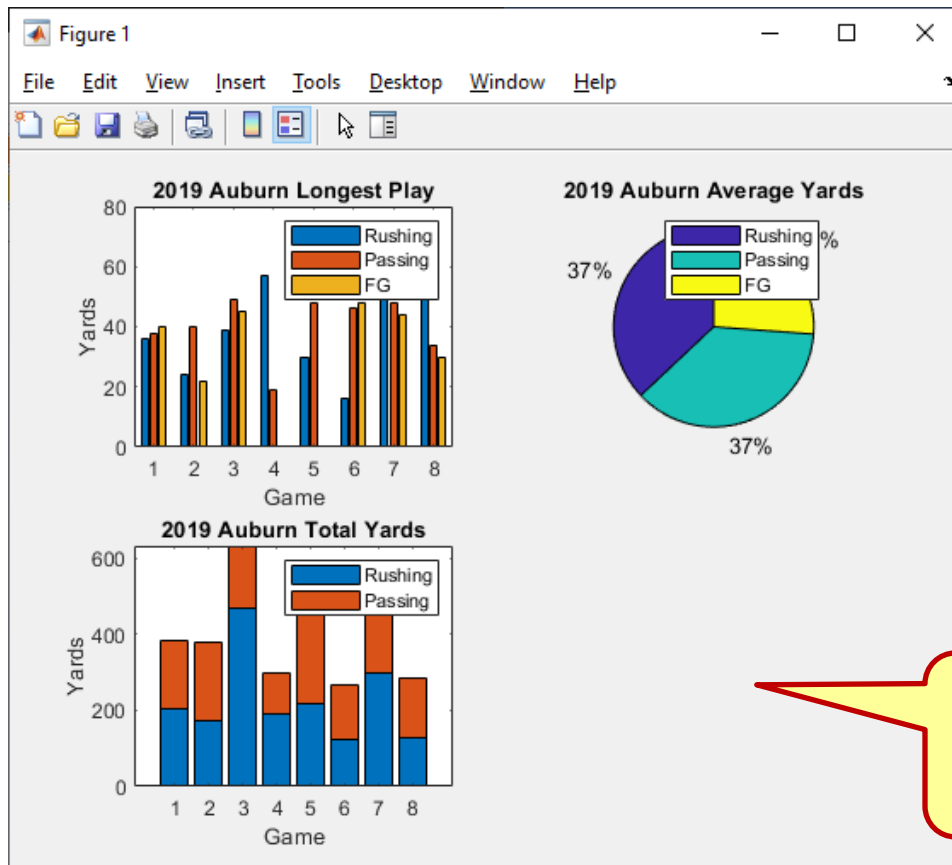 Figure 1
File Edit View Insert Tools Desktop Window Help
2019 Auburn Longest Play
80
60
40
20
0
Yards
Rushing
Passing
FG
1 2 3 4 5 6 7 8
Game
2019 Auburn Average Yards
Rushing
Passing
FG
%
37%
37%
2019 Auburn Total Yards
600
400
200
0
Yards
Rushing
Passing
1 2 3 4 5 6 7 8
Game